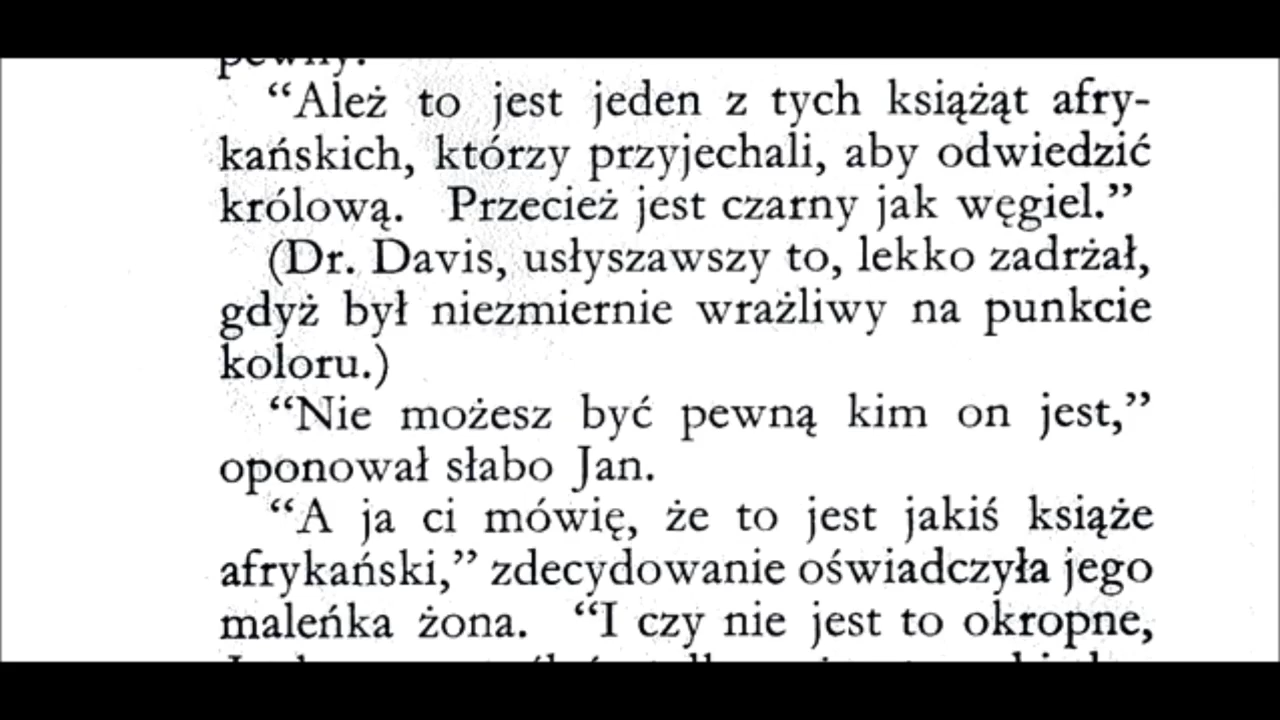 pewny.
“Ależ to jest jeden z tych książąt afry-
kańskich, którzy przyjechali, aby odwiedzić
królową. Przecież jest czarny jak węgiel.”
(Dr. Davis, usłyszawszy to, lekko zadrżał,
gdyż był niezmiernie wrażliwy na punkcie
koloru.)
“Nie możesz być pewną kim on jest,”
oponował słabo Jan.
“A ja ci mówię, że to jest jakiś książe
afrykański,” zdecydowanie oświadczyła jego
maleńka żona. “I czy nie jest to okropne,